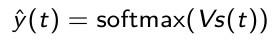 ŷ(t) = softmax(Vs(t))